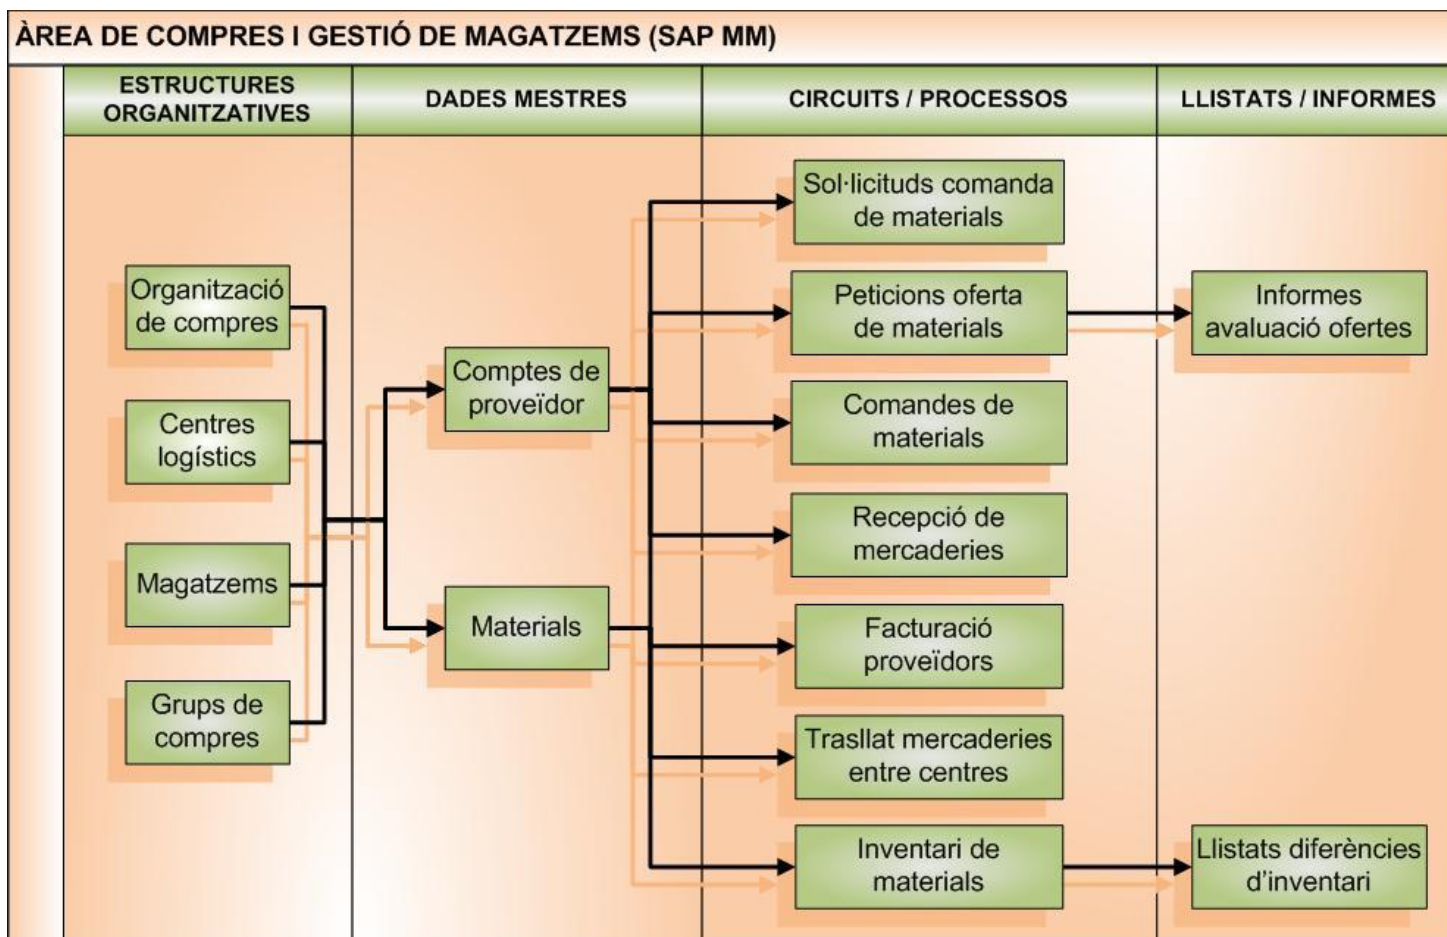 ÀREA DE COMPRES I GESTIÓ DE MAGATZEMS (SAP MM)
ESTRUCTURES
ORGANITZATIVES
DADES MESTRES
CIRCUITS / PROCESSOS
LLISTATS / INFORMES
Organització
de compres
Centres
logístics
Magatzems
Grups de
compres
Comptes de
proveïdor
Materials
Sol·licituds comanda
de materials
Peticions oferta
de materials
Comandes de
materials
Recepció de
mercaderies
Facturació
proveïdors
Trasllat mercaderies
entre centres
Inventari de
materials
Informes
avaluació ofertes
Llistats diferències
d'inventari